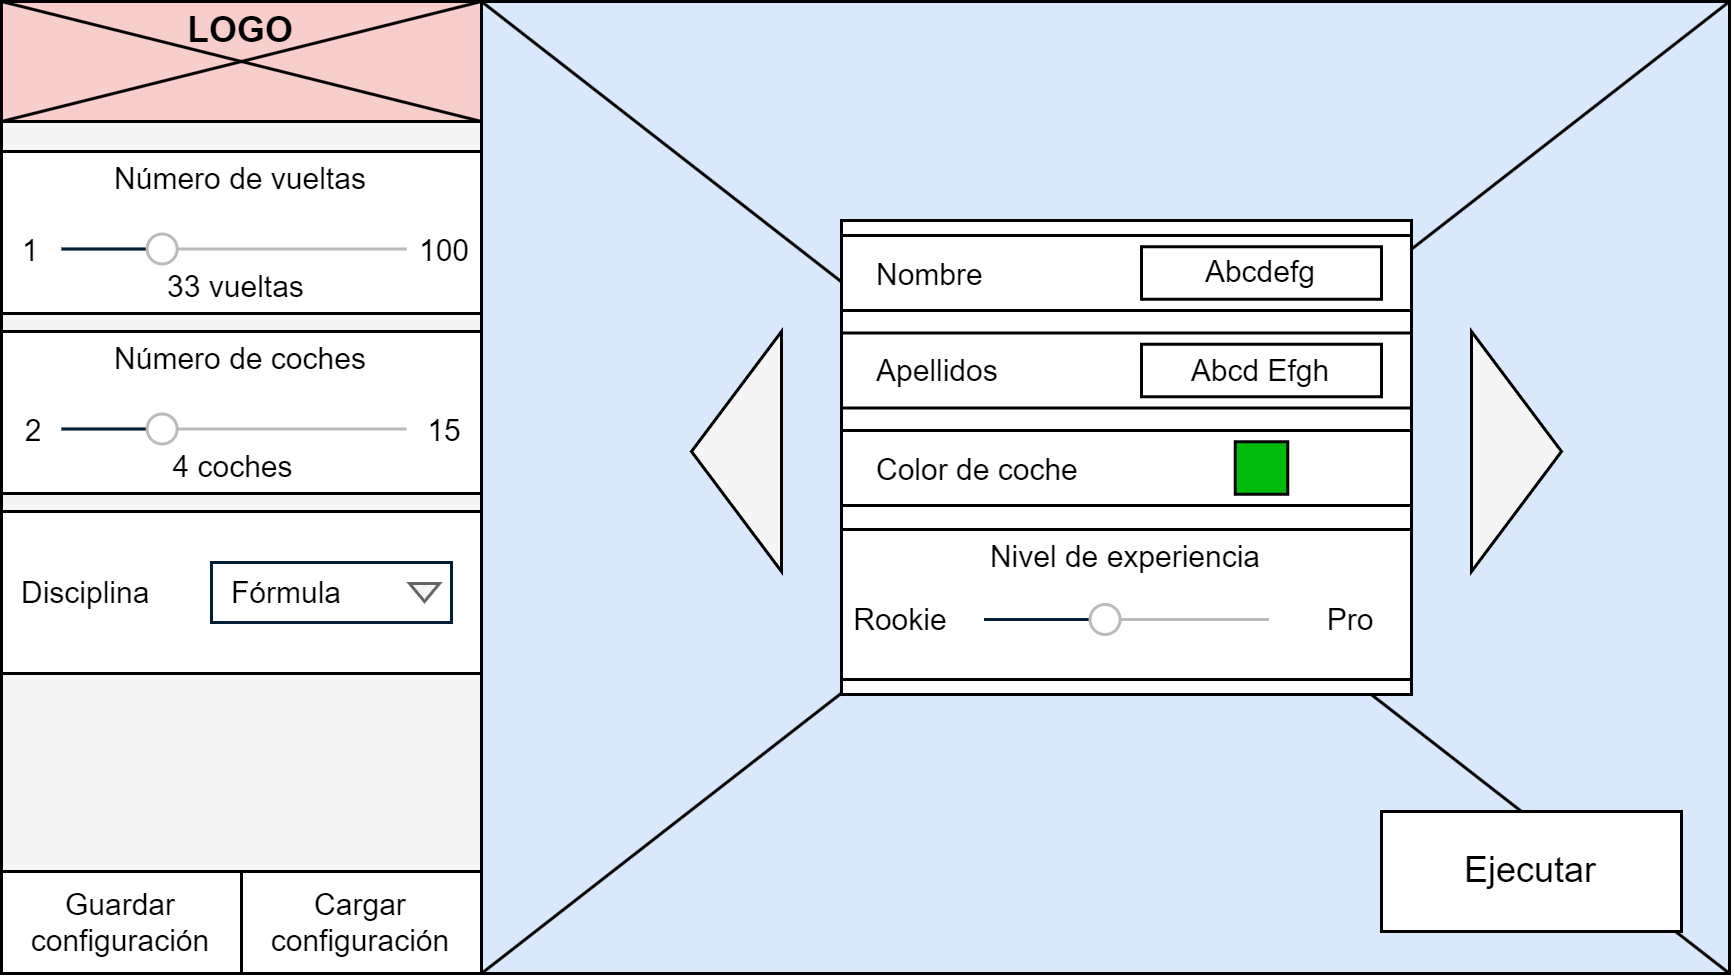 LOGO
Número de vueltas
1
100
33 vueltas
Número de coches
2
15
4 coches
Disciplina
Fórmula
Guardar
configuración
Cargar
configuración
Nombre
Abcdefg
Apellidos
Abcd Efgh
Color de coche
Nivel de experiencia
Rookie
Pro
Ejecutar